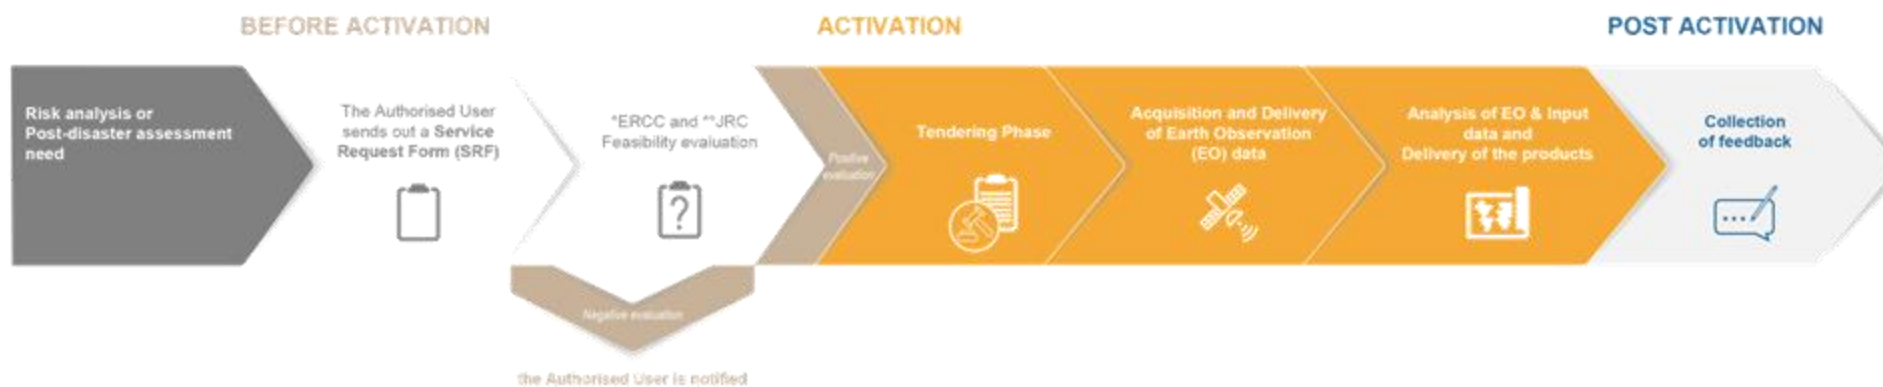 BEFORE ACTIVATION
ACTIVATION
POST ACTIVATION
Risk analysis or
Post-disaster assessment
need
The Authorised User
sends out a Service
Request Form (SRF)
*ERCC and **JRC
Feasibility evaluation
Positive
evaluation
Tendering Phase
Acquisition and Delivery
of Earth Observation
(EO) data
Analysis of EO & Input
data and
Delivery of the products
Collection
of feedback
?
Negative evaluation
the Authorised User is notified